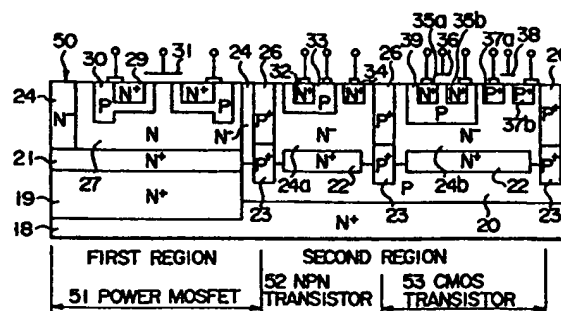 35a 35b
50 30 29 31 24 26 32 33 34 26 39 36 37a 38 26
N+ N+ N+ N+ N+ N+ N+ P+ P+
24 P P P+ P P+ P 37b P+
N- N N- N- N-
21 N+ P+ N+ P+ N+ P+
27 24a 22 24b 22
19 N+ 23 23 P 23
18 N+ 20
FIRST REGION SECOND REGION
51 POWER MOSFET 52 NPN TRANSISTOR 53 CMOS TRANSISTOR